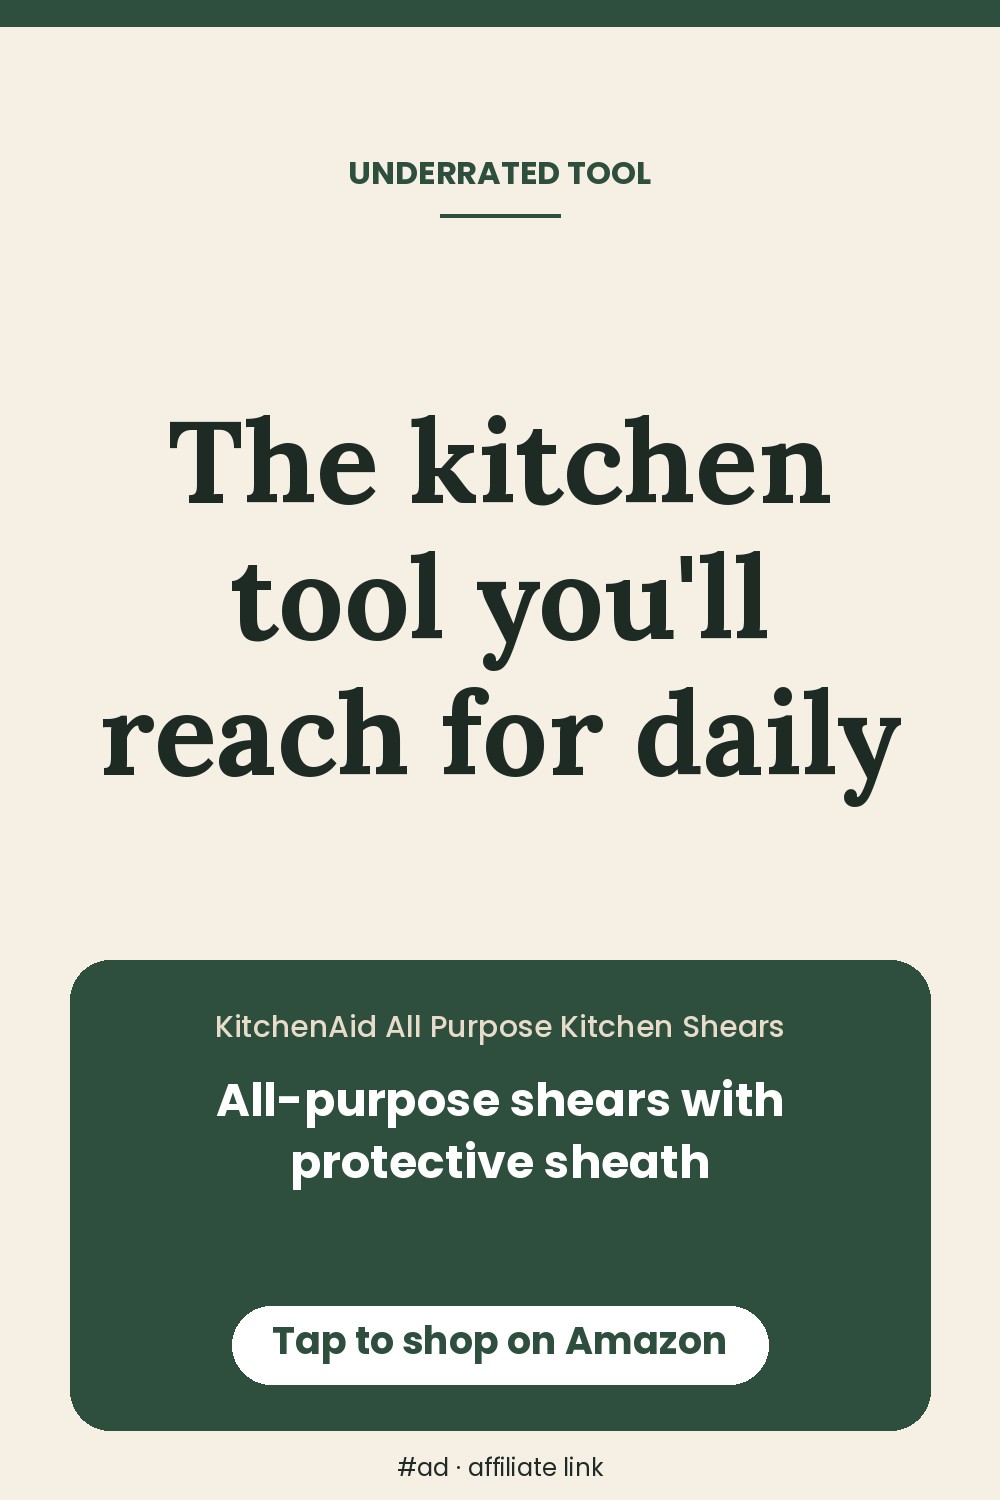 UNDERRATED TOOL
The kitchen
tool you'll
reach for daily
KitchenAid All Purpose Kitchen Shears
All-purpose shears with
protective sheath
Tap to shop on Amazon
#ad · affiliate link